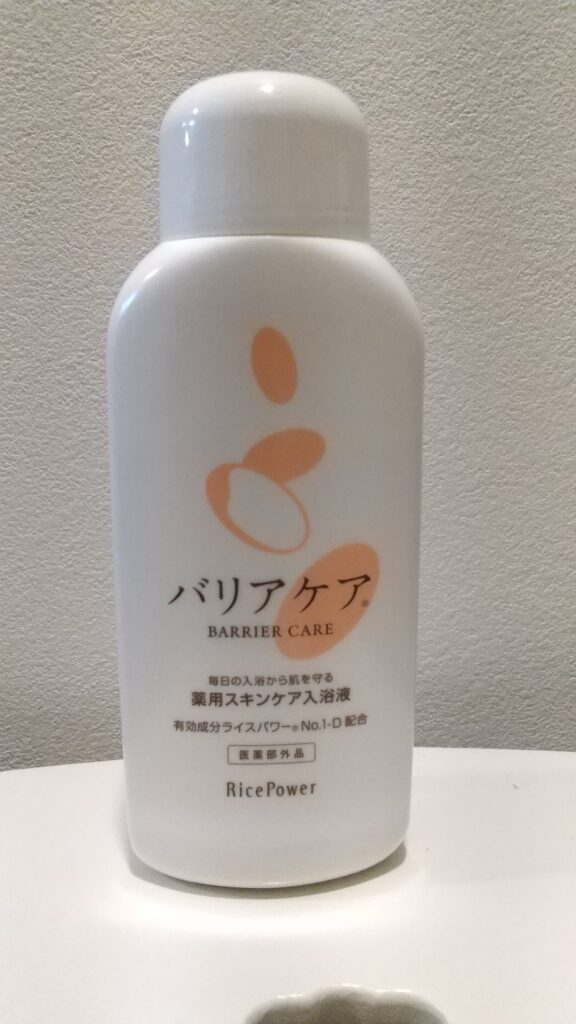 バリアケア®
BARRIER CARE
毎日の入浴から肌を守る
薬用スキンケア入浴液
有効成分ライスパワー®No.1-D配合
医薬部外品
RicePower